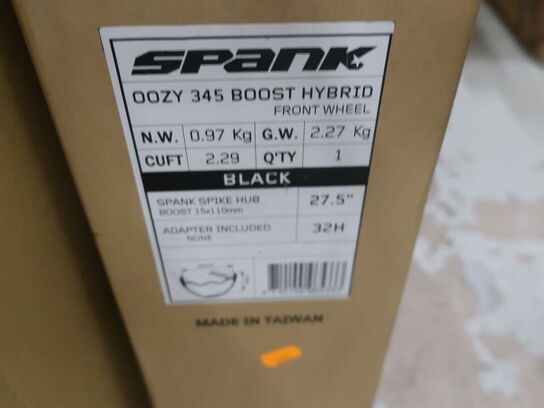 SPANK
OOZY 345 BOOST HYBRID
FRONT WHEEL
N.W. 0.97 Kg G.W. 2.27 Kg
CUFT 2.29 Q'TY 1
BLACK
SPANK SPIKE HUB 27.5"
BOOST 15x110mm
ADAPTER INCLUDED 32H
NONE
MADE IN TAIWAN